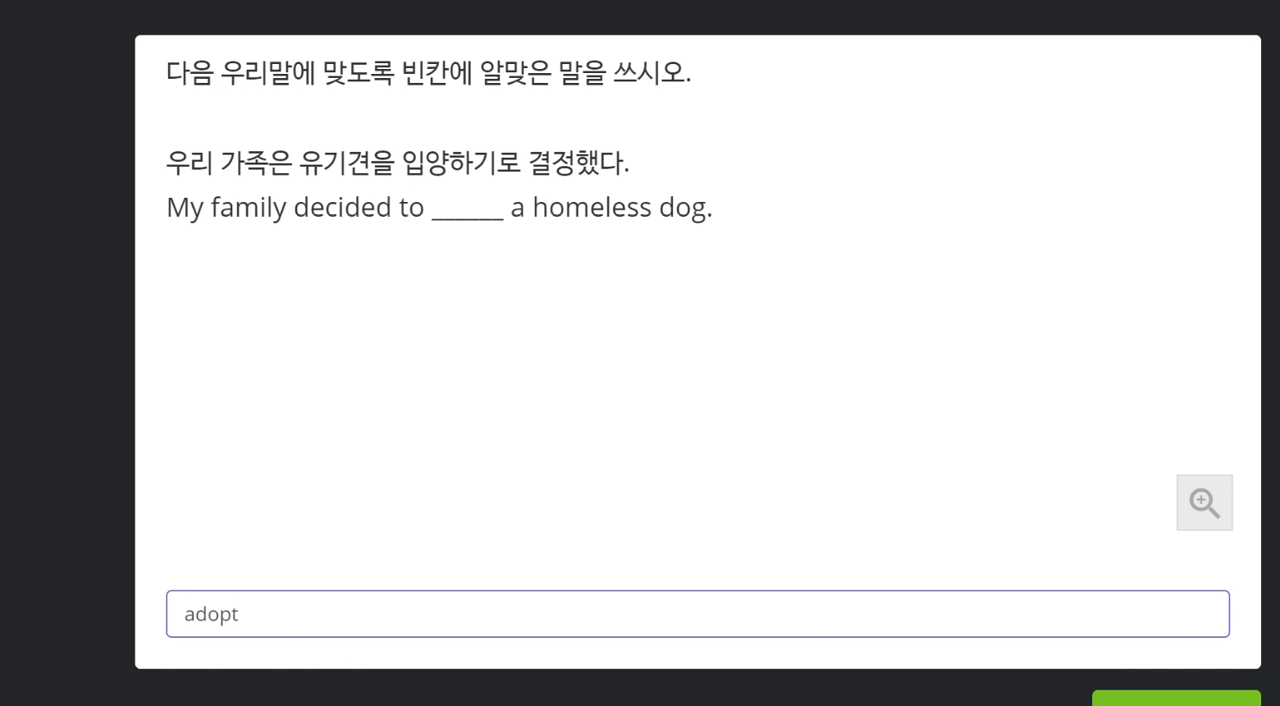 다음 우리말에 맞도록 빈칸에 알맞은 말을 쓰시오.
우리 가족은 유기견을 입양하기로 결정했다.
My family decided to ______ a homeless dog.
adopt